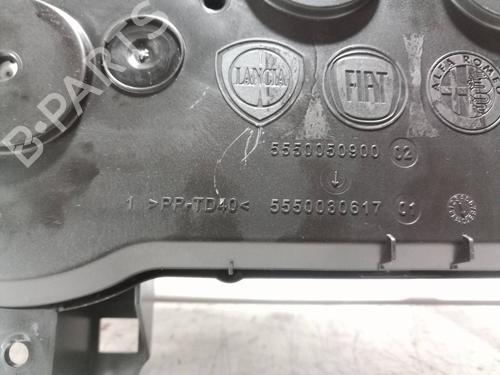 B-PARTS
LANCIA FIAT ALFA ROMEO
5550050900 02
1 >PP-TD40< 5550030617 01